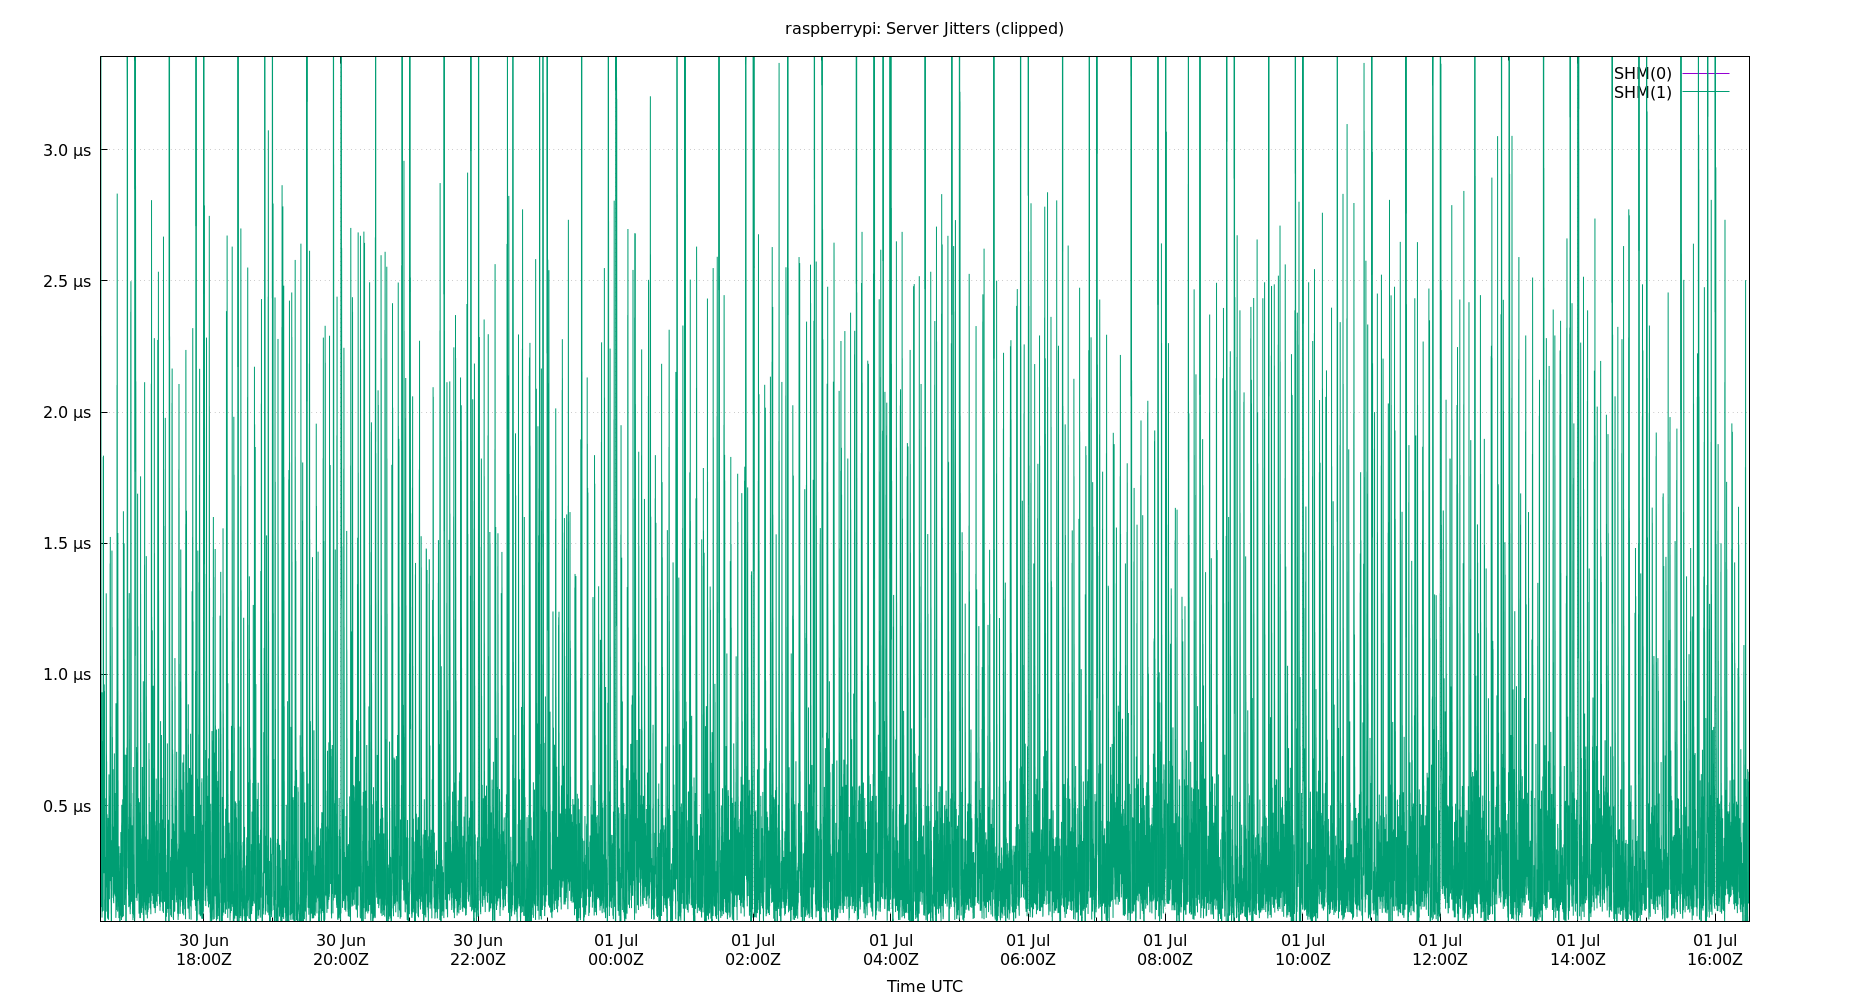 raspberrypi: Server Jitters (clipped)
SHM(0)
SHM(1)
3.0 µs
2.5 µs
2.0 µs
1.5 µs
1.0 µs
0.5 µs
30 Jun 30 Jun 30 Jun 01 Jul 01 Jul 01 Jul 01 Jul 01 Jul 01 Jul 01 Jul 01 Jul 01 Jul
18:00Z 20:00Z 22:00Z 00:00Z 02:00Z 04:00Z 06:00Z 08:00Z 10:00Z 12:00Z 14:00Z 16:00Z
Time UTC